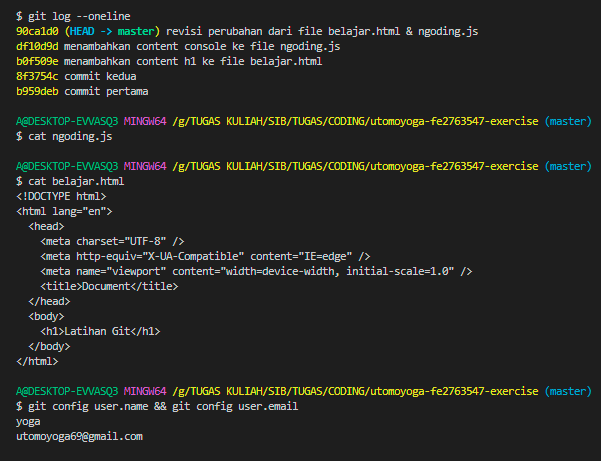 $ git log --oneline
90ca1d0 (HEAD -> master) revisi perubahan dari file belajar.html & ngoding.js
df10d9d menambahkan content console ke file ngoding.js
b0f509e menambahkan content h1 ke file belajar.html
8f3754c commit kedua
b959deb commit pertama
A@DESKTOP-EVVASQ3 MINGW64 /g/TUGAS KULIAH/SIB/TUGAS/CODING/utomoyoga-fe2763547-exercise (master)
$ cat ngoding.js
A@DESKTOP-EVVASQ3 MINGW64 /g/TUGAS KULIAH/SIB/TUGAS/CODING/utomoyoga-fe2763547-exercise (master)
$ cat belajar.html
<!DOCTYPE html>
<html lang="en">
  <head>
    <meta charset="UTF-8" />
    <meta http-equiv="X-UA-Compatible" content="IE=edge" />
    <meta name="viewport" content="width=device-width, initial-scale=1.0" />
    <title>Document</title>
  </head>
  <body>
    <h1>Latihan Git</h1>
  </body>
</html>
A@DESKTOP-EVVASQ3 MINGW64 /g/TUGAS KULIAH/SIB/TUGAS/CODING/utomoyoga-fe2763547-exercise (master)
$ git config user.name && git config user.email
yoga
utomoyoga69@gmail.com